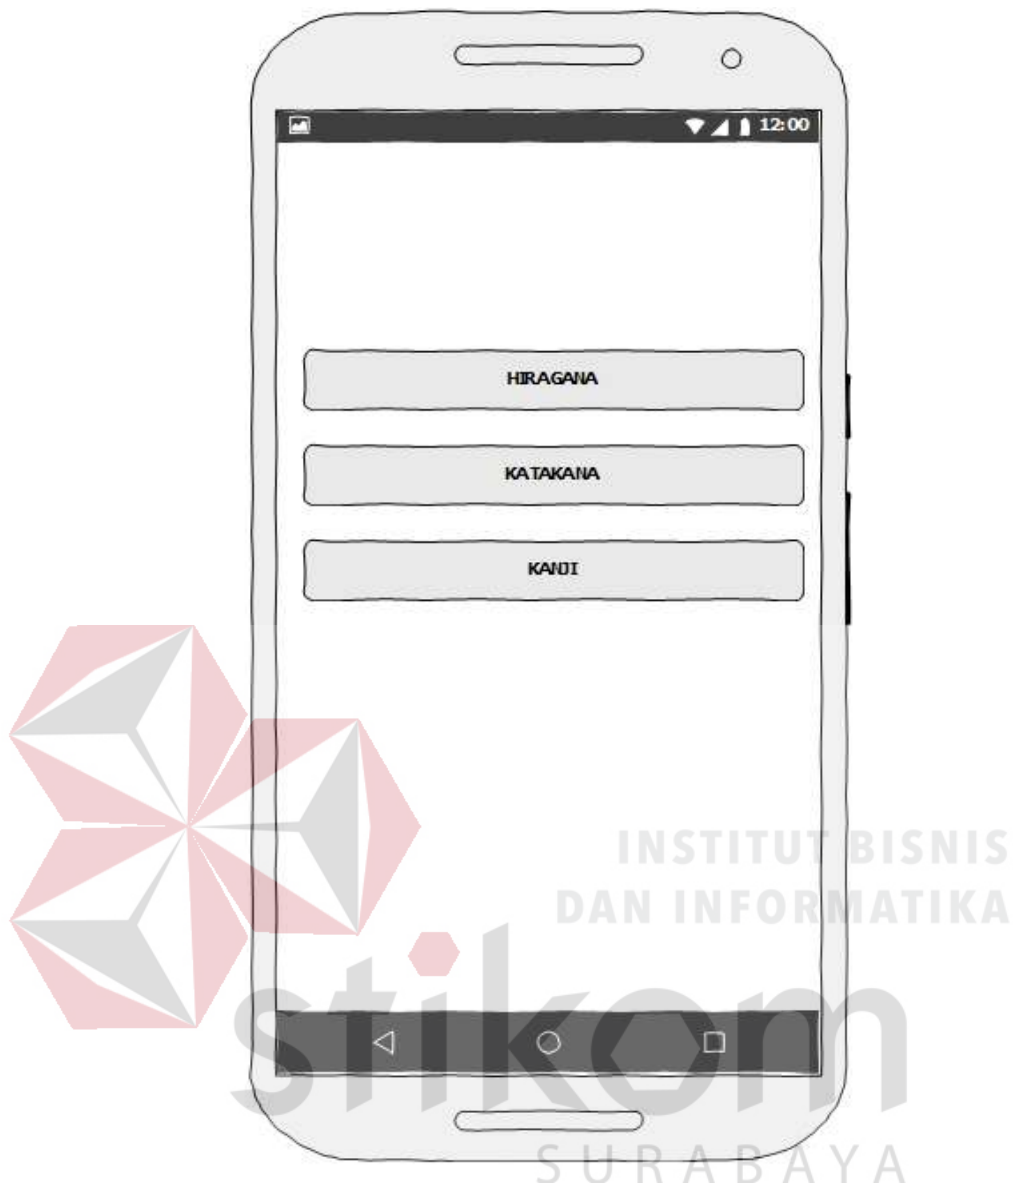 12:00
HIRAGANA
KATAKANA
KANJI
INSTITUT BISNIS
DAN INFORMATIKA
stikom
SURABAYA